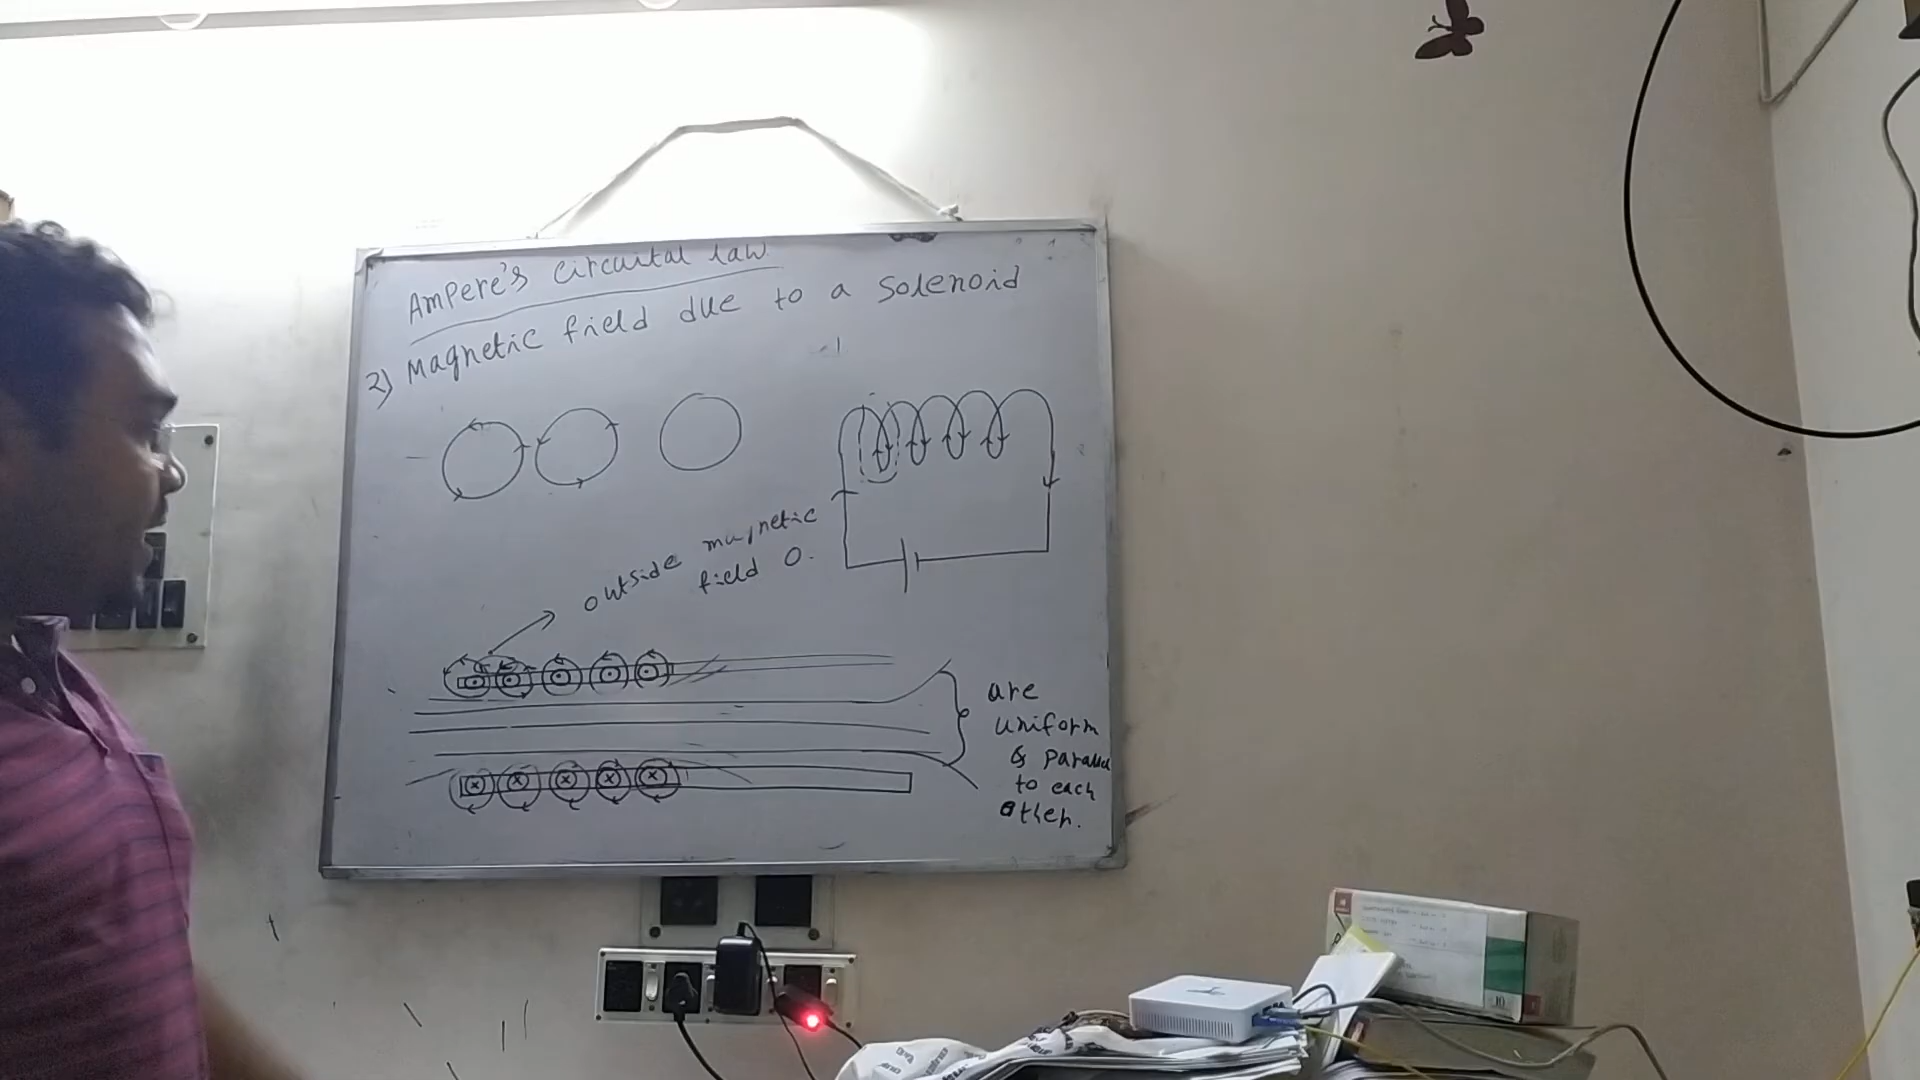 Ampere's circuital law
2) Magnetic field due to a solenoid
outside magnetic
field 0.
are
uniform
& parallel
to each
other.
10